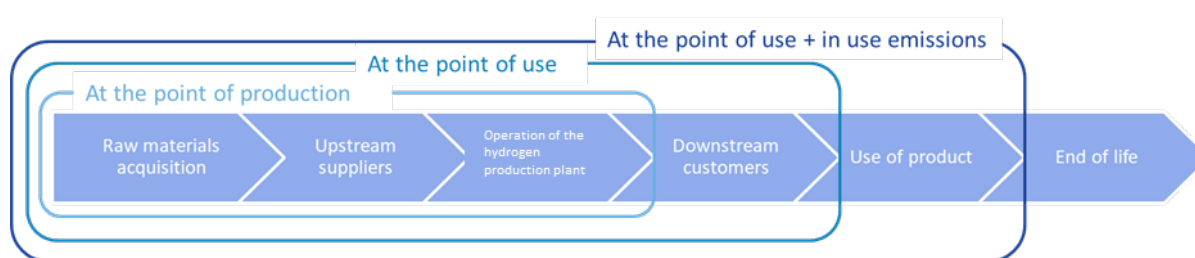 At the point of use + in use emissions
At the point of use
At the point of production
Raw materials
acquisition
Upstream
suppliers
Operation of the
hydrogen
production plant
Downstream
customers
Use of product
End of life